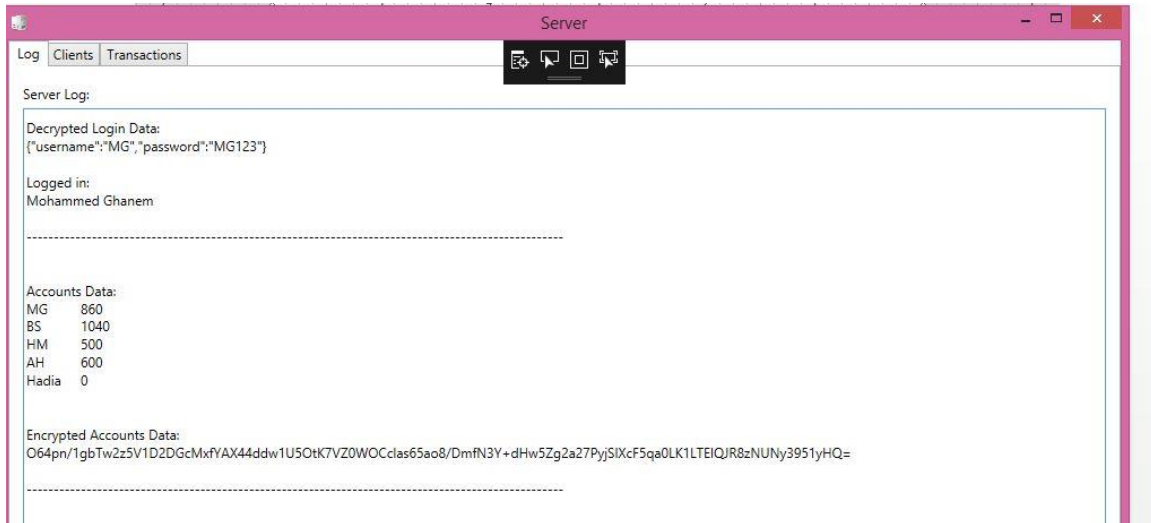 Server
Log Clients Transactions
Server Log:
Decrypted Login Data:
{"username":"MG","password":"MG123"}
Logged in:
Mohammed Ghanem
----------------------------------------------------------------------------------------------------
Accounts Data:
MG 860
BS 1040
HM 500
AH 600
Hadia 0
Encrypted Accounts Data:
O64pn/1gbTw2z5V1D2DGcMxfYAX44ddw1U5OtK7VZ0WOCclas65ao8/DmfN3Y+dHw5Zg2a27PyjSIXcF5qa0LK1LTEIQJR8zNUNy3951yHQ=
----------------------------------------------------------------------------------------------------